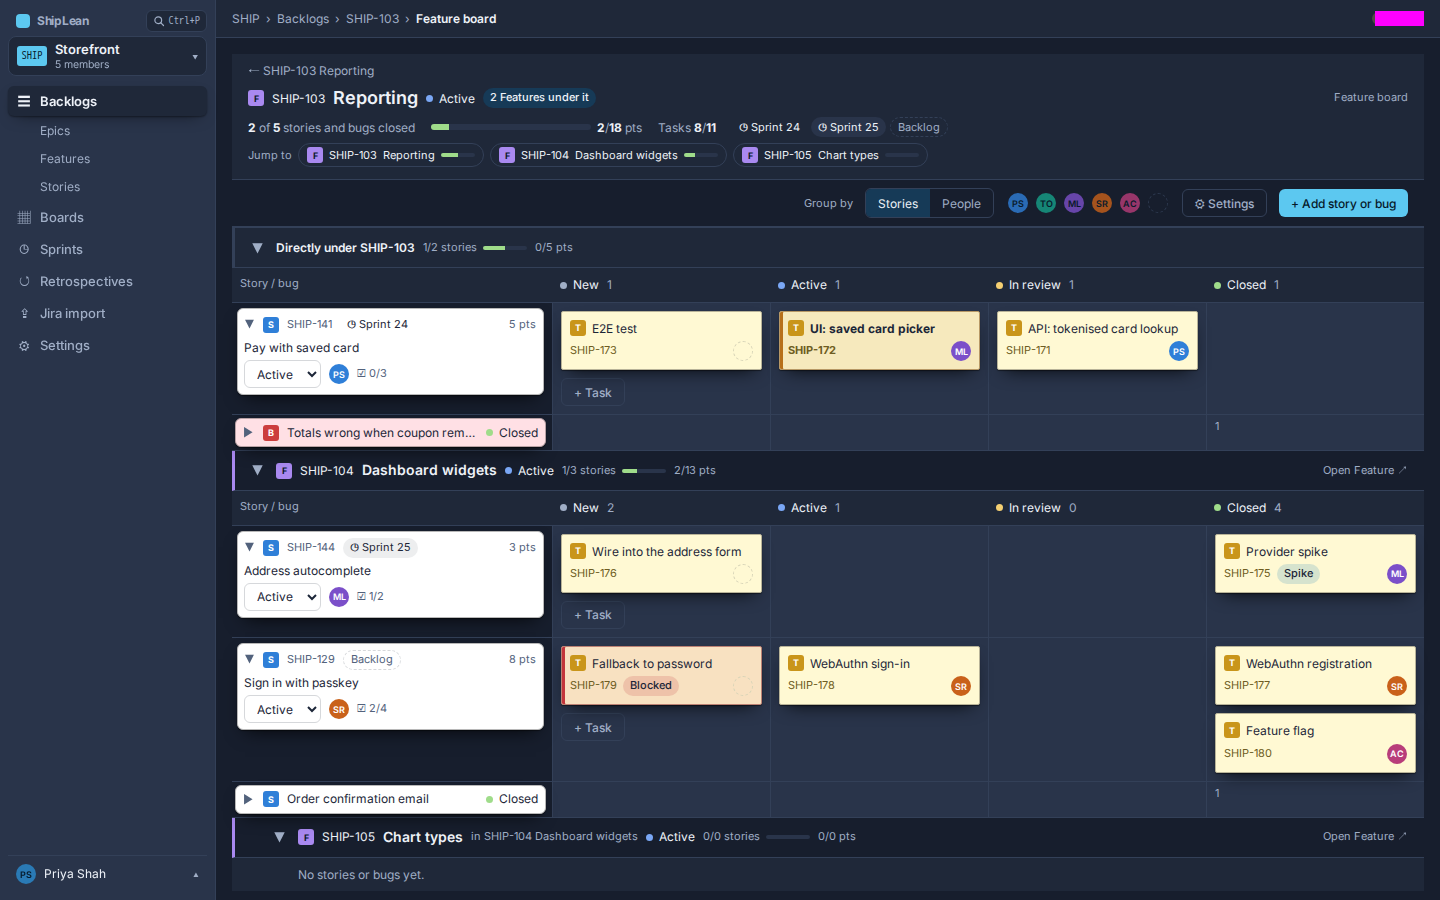 ShipLean
Ctrl+P
SHIP
Storefront
5 members
Backlogs
Epics
Features
Stories
Boards
Sprints
Retrospectives
Jira import
Settings
PS Priya Shah
SHIP › Backlogs › SHIP-103 › Feature board
← SHIP-103 Reporting
F SHIP-103 Reporting Active 2 Features under it
Feature board
2 of 5 stories and bugs closed 2/18 pts Tasks 8/11 Sprint 24 Sprint 25 Backlog
Jump to F SHIP-103 Reporting F SHIP-104 Dashboard widgets F SHIP-105 Chart types
Group by Stories People PS TO ML SR AC Settings + Add story or bug
Directly under SHIP-103 1/2 stories 0/5 pts
Story / bug New 1 Active 1 In review 1 Closed 1
S SHIP-141 Sprint 24 5 pts
Pay with saved card
Active PS 0/3
T E2E test
SHIP-173
+ Task
T UI: saved card picker
SHIP-172 ML
T API: tokenised card lookup
SHIP-171 PS
B Totals wrong when coupon rem... Closed
1
F SHIP-104 Dashboard widgets Active 1/3 stories 2/13 pts Open Feature ↗
Story / bug New 2 Active 1 In review 0 Closed 4
S SHIP-144 Sprint 25 3 pts
Address autocomplete
Active ML 1/2
T Wire into the address form
SHIP-176
+ Task
T Provider spike
SHIP-175 Spike ML
S SHIP-129 Backlog 8 pts
Sign in with passkey
Active SR 2/4
T Fallback to password
SHIP-179 Blocked
+ Task
T WebAuthn sign-in
SHIP-178 SR
T WebAuthn registration
SHIP-177 SR
T Feature flag
SHIP-180 AC
S Order confirmation email Closed
1
F SHIP-105 Chart types in SHIP-104 Dashboard widgets Active 0/0 stories 0/0 pts Open Feature ↗
No stories or bugs yet.